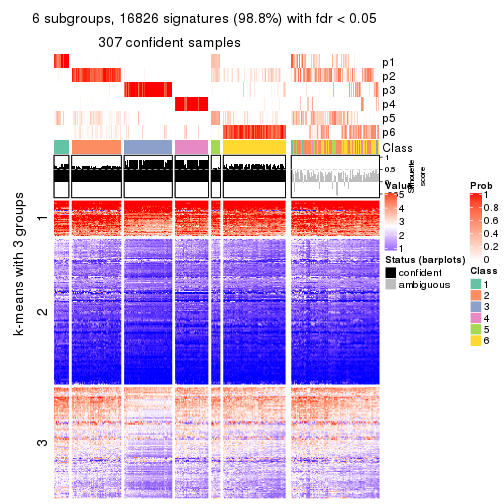 6 subgroups, 16826 signatures (98.8%) with fdr < 0.05
307 confident samples
p1
p2
p3
p4
p5
p6
Class
1
0.5
0
Silhouette score
k-means with 3 groups
1
2
3
Value
5
4
3
2
1
Status (barplots)
confident
ambiguous
Prob
1
0.8
0.6
0.4
0.2
0
Class
1
2
3
4
5
6